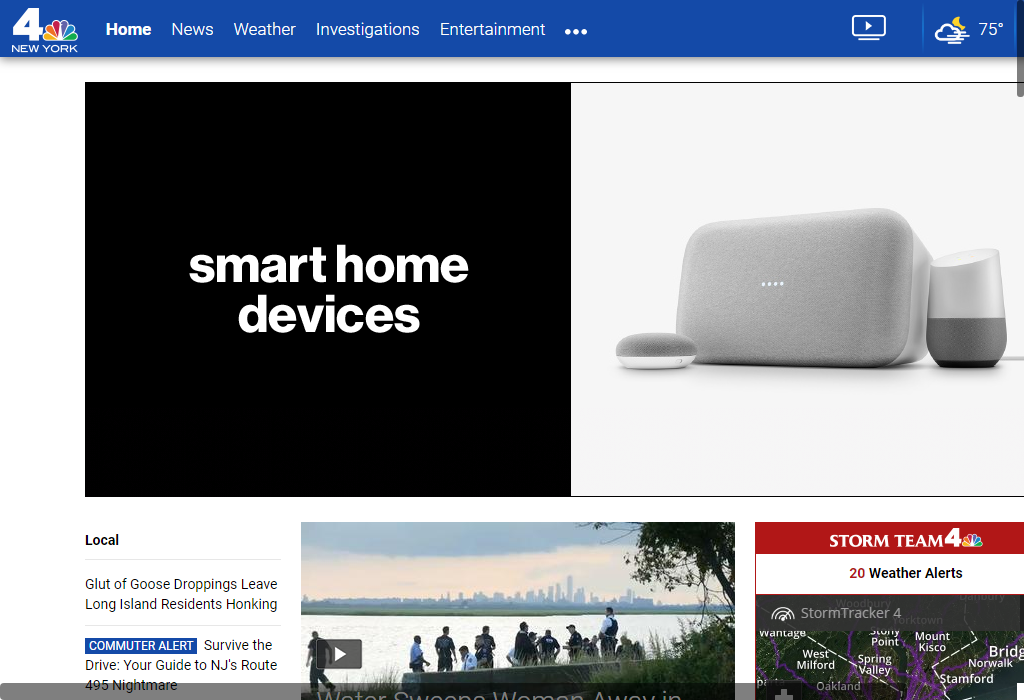 4
NEW YORK
Home News Weather Investigations Entertainment ••• 75°
smart home
devices
Local
Glut of Goose Droppings Leave
Long Island Residents Honking
COMMUTER ALERT Survive the
Drive: Your Guide to NJ's Route
495 Nightmare
Water Sweeps Woman Away in
STORM TEAM 4
20 Weather Alerts
StormTracker 4
Woodbury
Danbury
Yorktown
Wantage
Stony
Point
Mount
Kisco
West
Milford
Spring
Valley
Norwalk
Stamford
Oakland